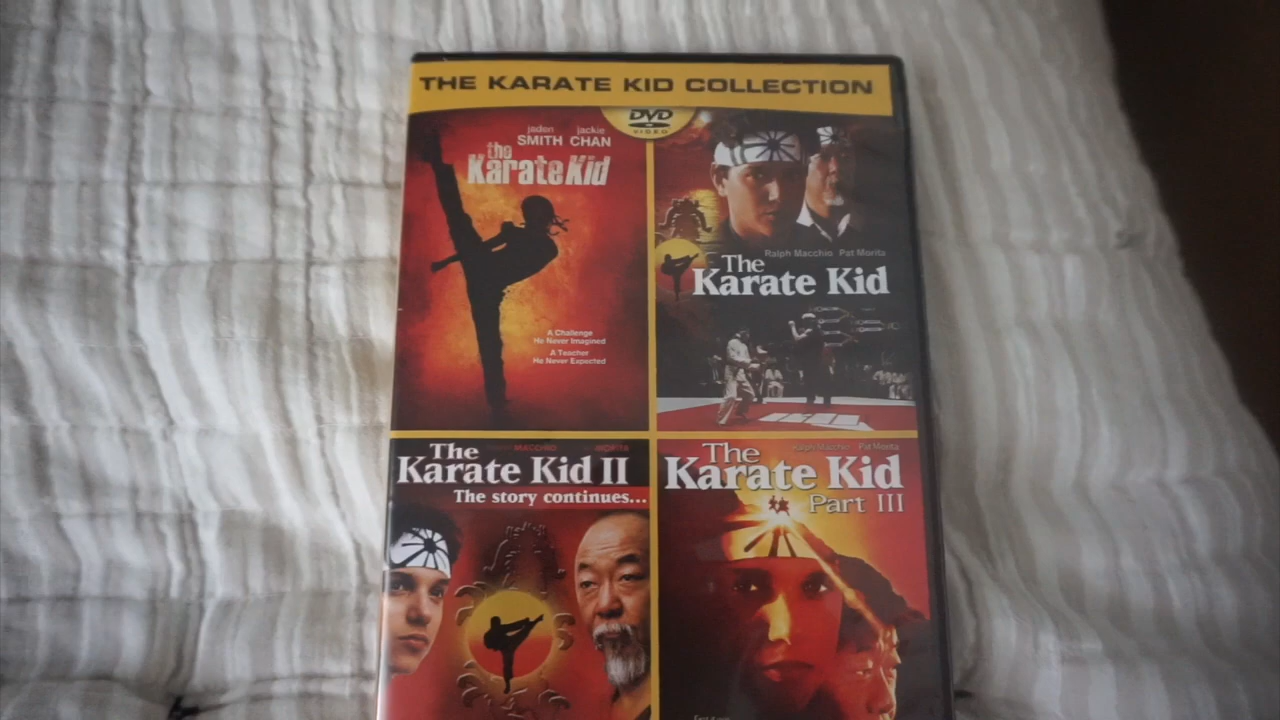 THE KARATE KID COLLECTION
DVD
VIDEO
jaden jackie
SMITH CHAN
the
Karate Kid
A Challenge
He Never Imagined
A Teacher
He Never Expected
Ralph Macchio Pat Morita
The
Karate Kid
The
MACCHIO MORITA
Karate Kid II
The story continues...
The
Ralph Macchio Pat Morita
Karate Kid
Part III